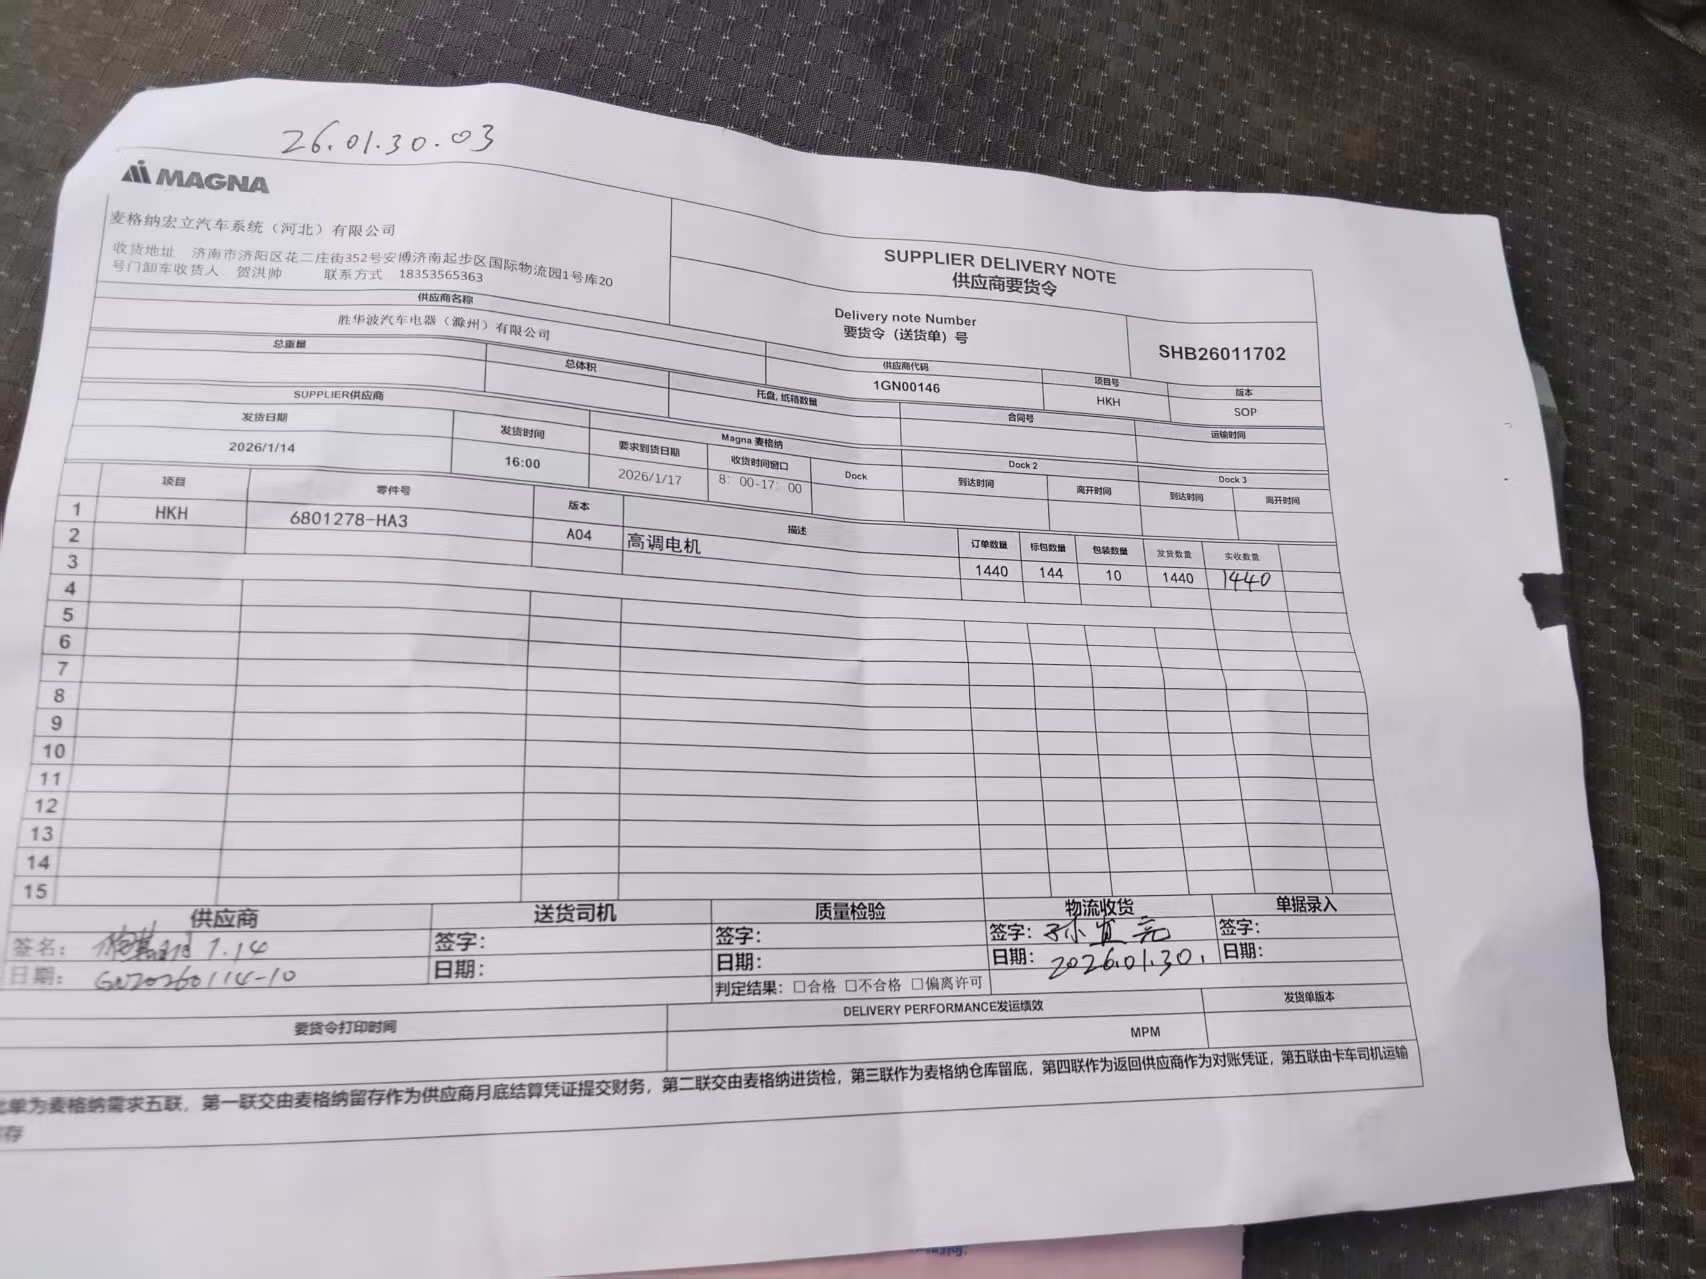 26.01.30.03
MAGNA
麦格纳宏立汽车系统（河北）有限公司
收货地址 济南市济阳区花二庄街352号安博济南起步区国际物流园1号库20
号门卸车收货人 贺洪帅 联系方式 18353565363
SUPPLIER DELIVERY NOTE
供应商要货令
Delivery note Number
要货令（送货单）号
SHB26011702
供应商名称
胜华波汽车电器（滁州）有限公司
供应商代码
1GN00146
项目号
HKH
版本
SOP
总重量
总体积
托盘,纸箱数量
合同号
运输时间
SUPPLIER供应商
Magna 麦格纳
Dock 2
Dock 3
发货日期
发货时间
要求到货日期
收货时间窗口
Dock
到达时间
离开时间
到达时间
离开时间
2026/1/14
16:00
2026/1/17
8：00-17：00
项目 零件号 版本 描述 订单数量 标包数量 包装数量 发货数量 实收数量
1 HKH 6801278-HA3 A04 高调电机 1440 144 10 1440 1440
2
3
4
5
6
7
8
9
10
11
12
13
14
15
供应商 送货司机 质量检验 物流收货 单据录入
签名： 1.14 签字： 签字： 签字：孙宜亮 签字：
日期： GW20260114-10 日期： 日期： 日期：2026.01.30. 日期：
判定结果：□合格 □不合格 □偏离许可
要货令打印时间
DELIVERY PERFORMANCE发运绩效
发货单版本
MPM
单为麦格纳需求五联，第一联交由麦格纳留存作为供应商月底结算凭证提交财务，第二联交由麦格纳进货检，第三联作为麦格纳仓库留底，第四联作为返回供应商作为对账凭证，第五联由卡车司机运输
存